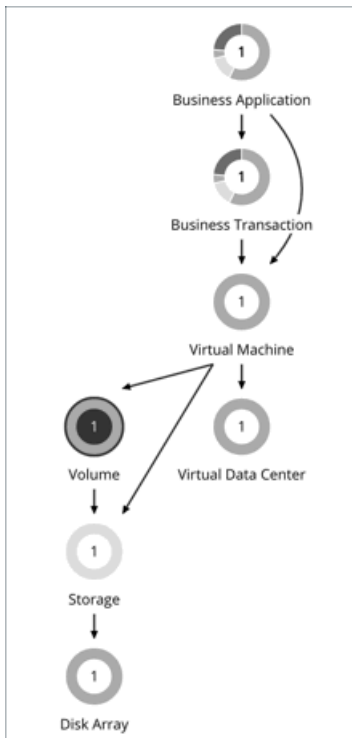 1
Business Application
1
Business Transaction
1
Virtual Machine
1
Volume
1
Virtual Data Center
1
Storage
1
Disk Array